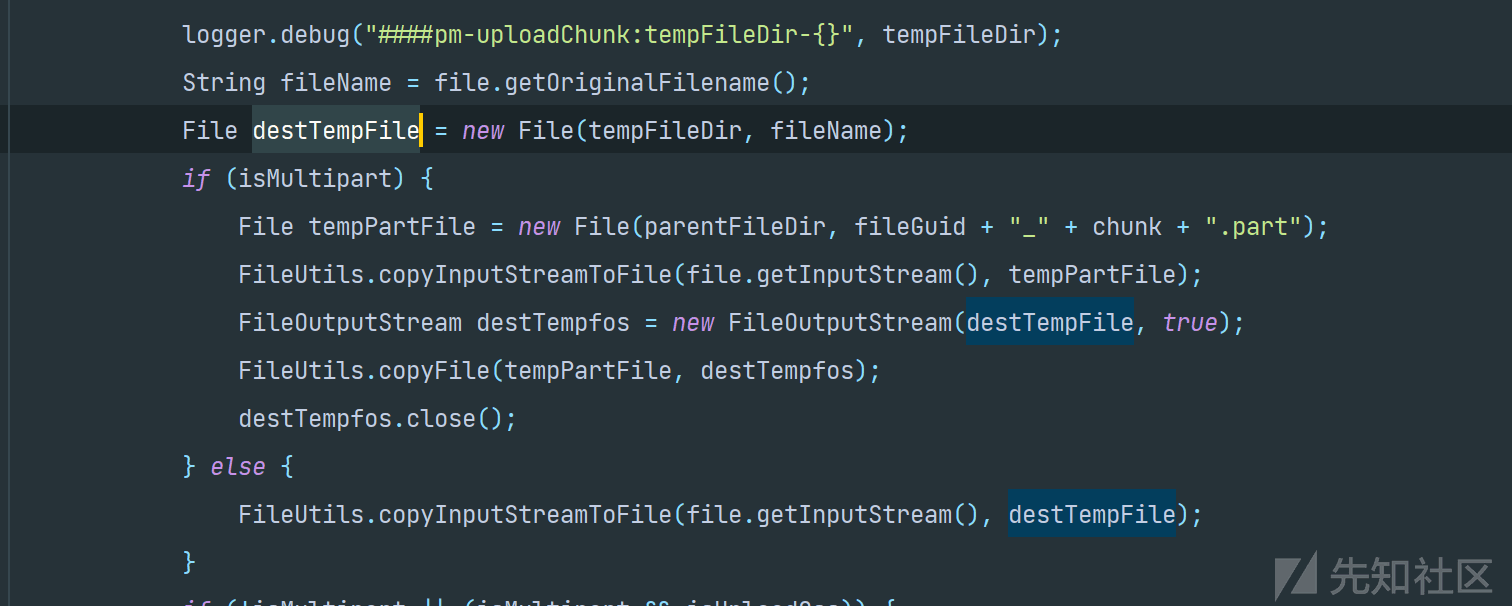 logger.debug("####pm-uploadChunk:tempFileDir-{}", tempFileDir);
String fileName = file.getOriginalFilename();
File destTempFile = new File(tempFileDir, fileName);
if (isMultipart) {
File tempPartFile = new File(parentFileDir, fileGuid + "_" + chunk + ".part");
FileUtils.copyInputStreamToFile(file.getInputStream(), tempPartFile);
FileOutputStream destTempfos = new FileOutputStream(destTempFile, true);
FileUtils.copyFile(tempPartFile, destTempfos);
destTempfos.close();
} else {
FileUtils.copyInputStreamToFile(file.getInputStream(), destTempFile);
}
先知社区